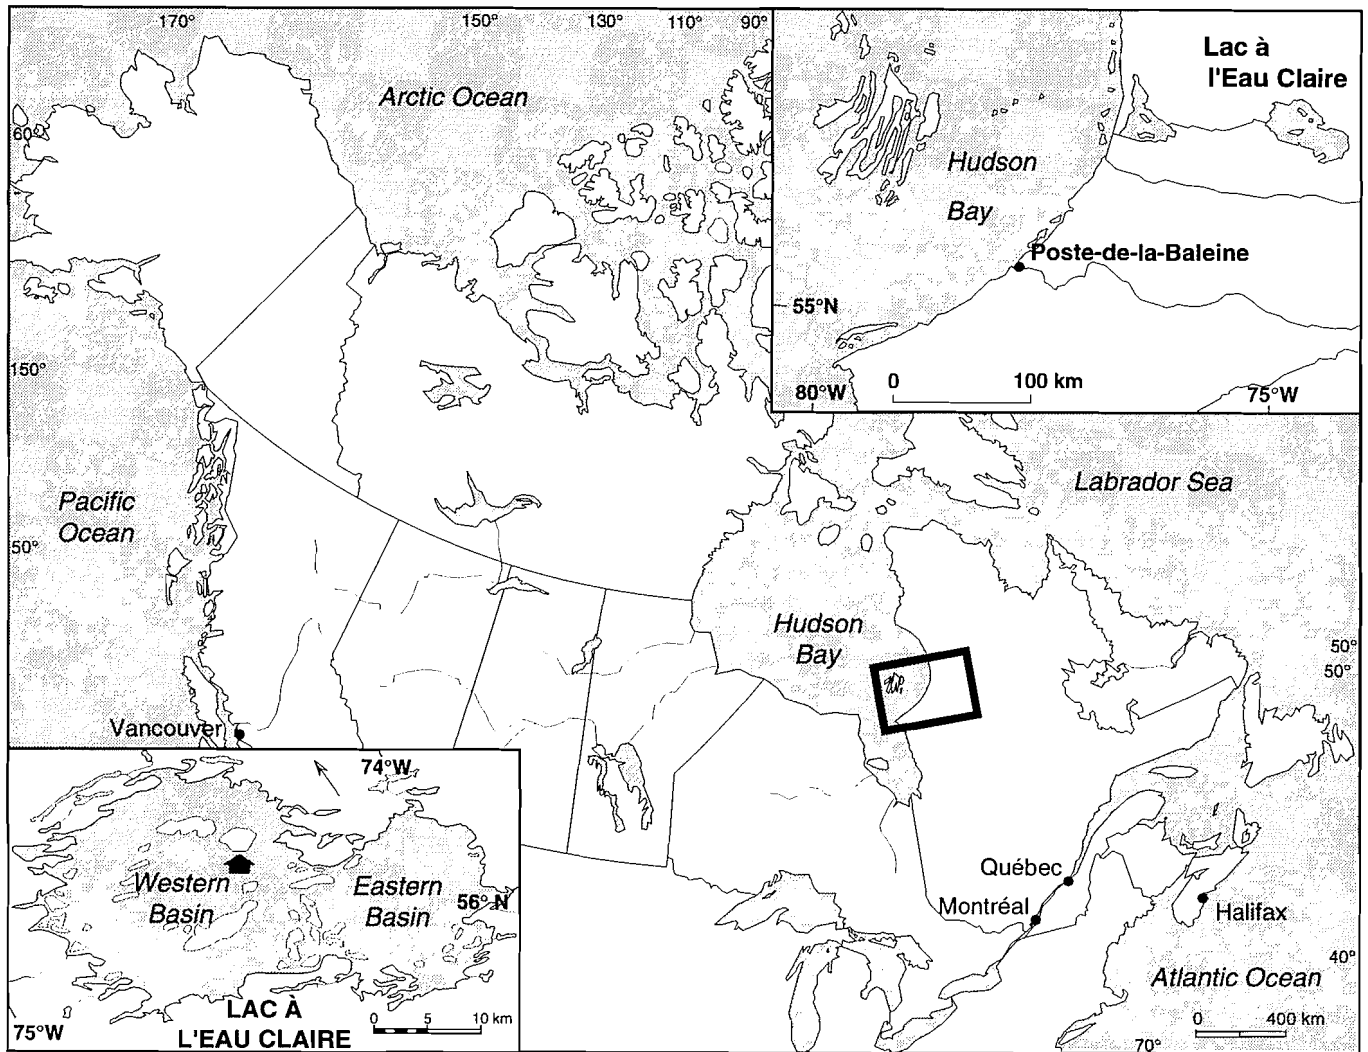 170°
150°
130°
110°
90°
Arctic Ocean
60°
150°
Pacific
Ocean
50°
Vancouver
Lac à
l'Eau Claire
Hudson
Bay
Poste-de-la-Baleine
55°N
80°W
0
100 km
75°W
Labrador Sea
Hudson
Bay
50°
50°
Québec
Montréal
Halifax
40°
Atlantic Ocean
0
400 km
70°
74°W
Western
Basin
Eastern
Basin
56° N
LAC À
L'EAU CLAIRE
75°W
0
5
10 km